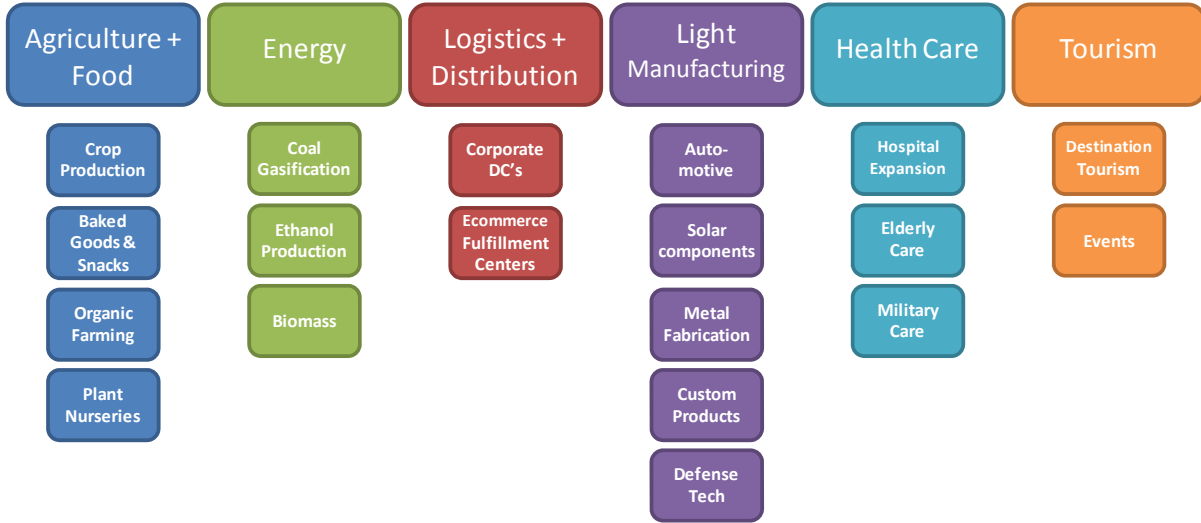 Agriculture +
Food
Energy
Logistics +
Distribution
Light
Manufacturing
Health Care
Tourism
Crop
Production
Baked
Goods &
Snacks
Organic
Farming
Plant
Nurseries
Coal
Gasification
Ethanol
Production
Biomass
Corporate
DC's
Ecommerce
Fulfillment
Centers
Auto-
motive
Solar
components
Metal
Fabrication
Custom
Products
Defense
Tech
Hospital
Expansion
Elderly
Care
Military
Care
Destination
Tourism
Events